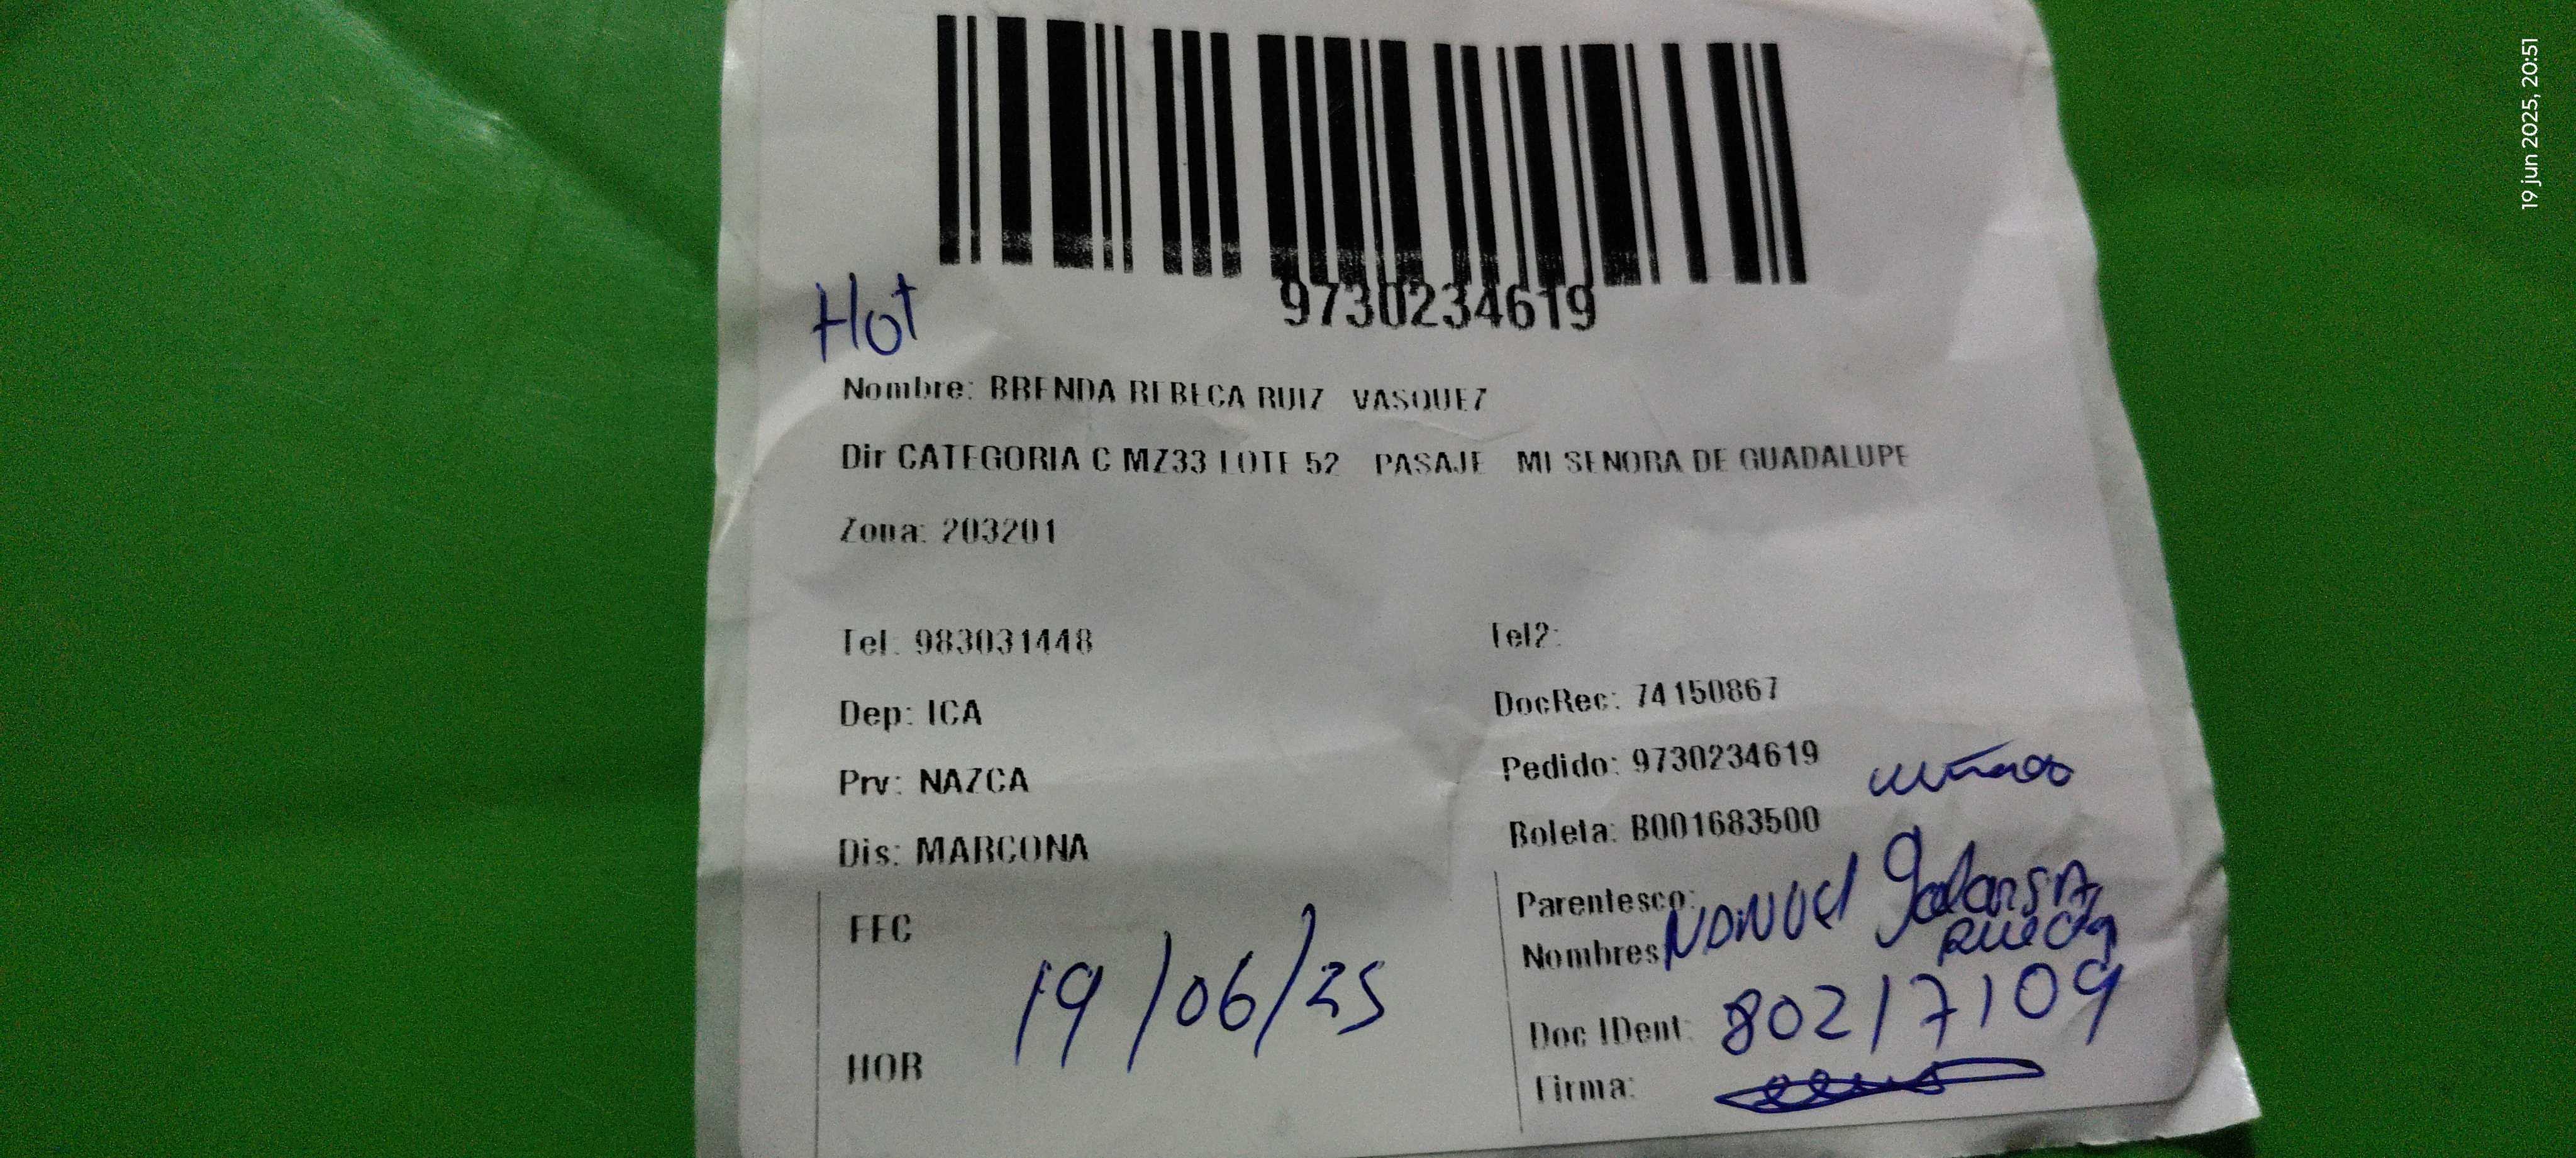 9730234619
Hot
Nombre: BRENDA REBECA RUIZ VASQUEZ
Dir CATEGORIA C MZ33 LOTE 52 PASAJE MI SENORA DE GUADALUPE
Zona: 203201
Tel: 983031448
Tel2:
Dep: ICA
DocRec: 74150867
Prv: NAZCA
Pedido: 9730234619
Dis: MARCONA
Boleta: B001683500
FEC
19/06/25
HOR
Parentesco:
Nombres
Doc IDent: 80217109
Firma:
19 jun 2025, 20:51